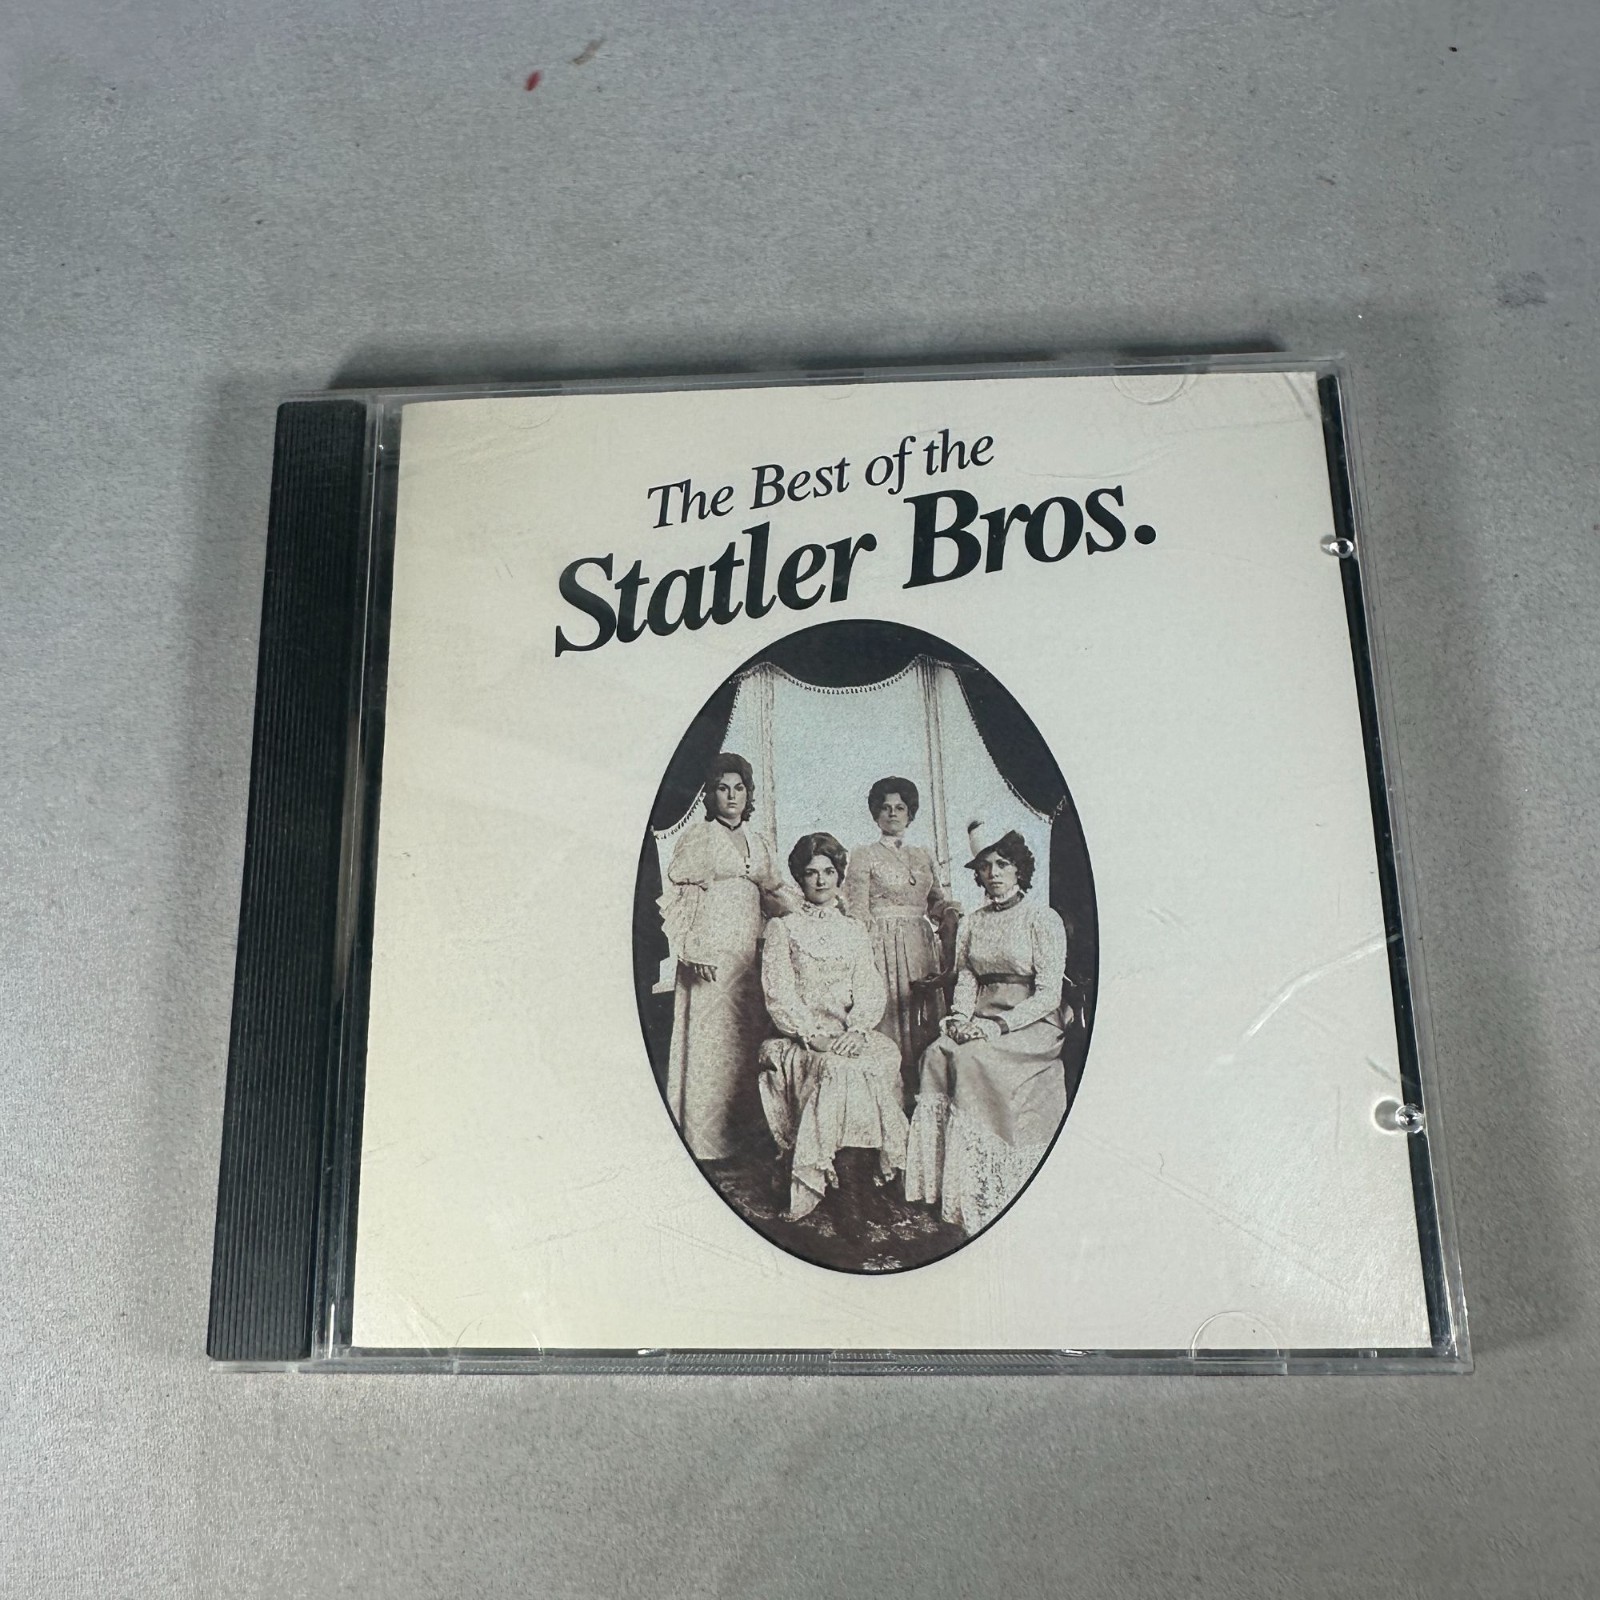 The Best of the
Statler Bros.